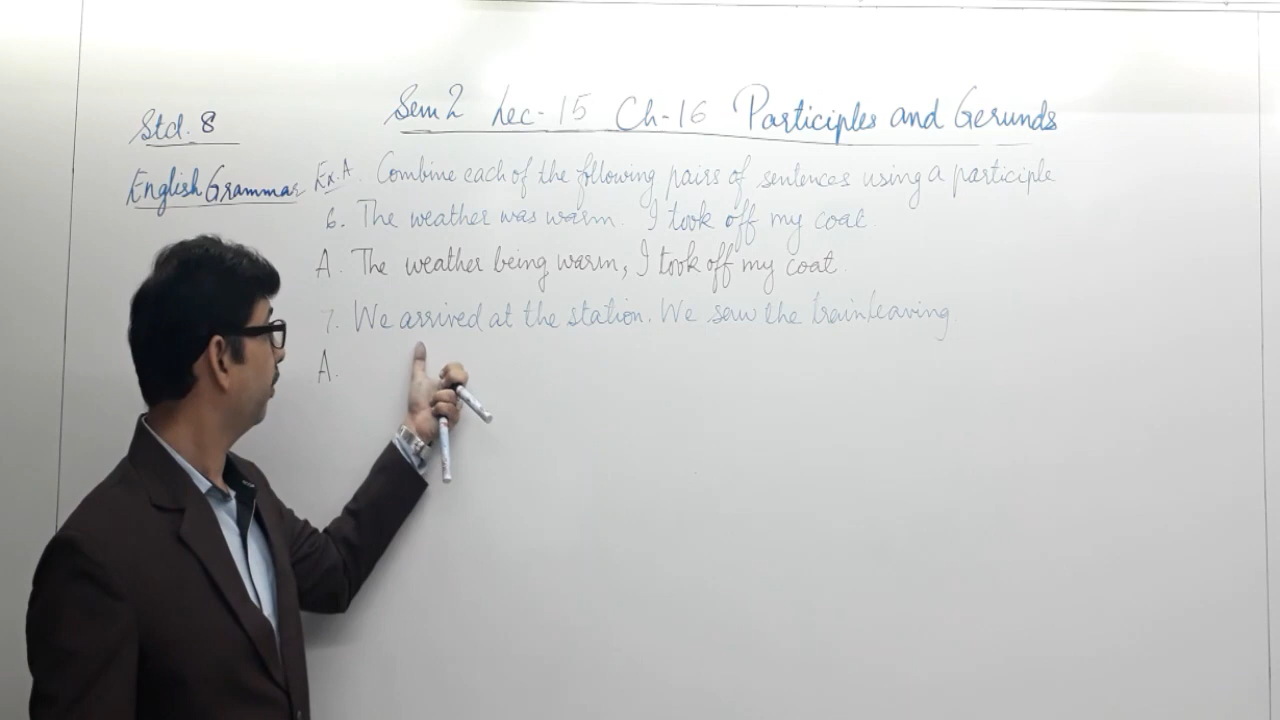 Sem 2 Lec-15 Ch-16 Participles and Gerunds
Std. 8
English Grammar
Ex. A. Combine each of the following pairs of sentences using a participle
6. The weather was warm. I took off my coat.
A. The weather being warm, I took off my coat.
7. We arrived at the station. We saw the train leaving.
A.